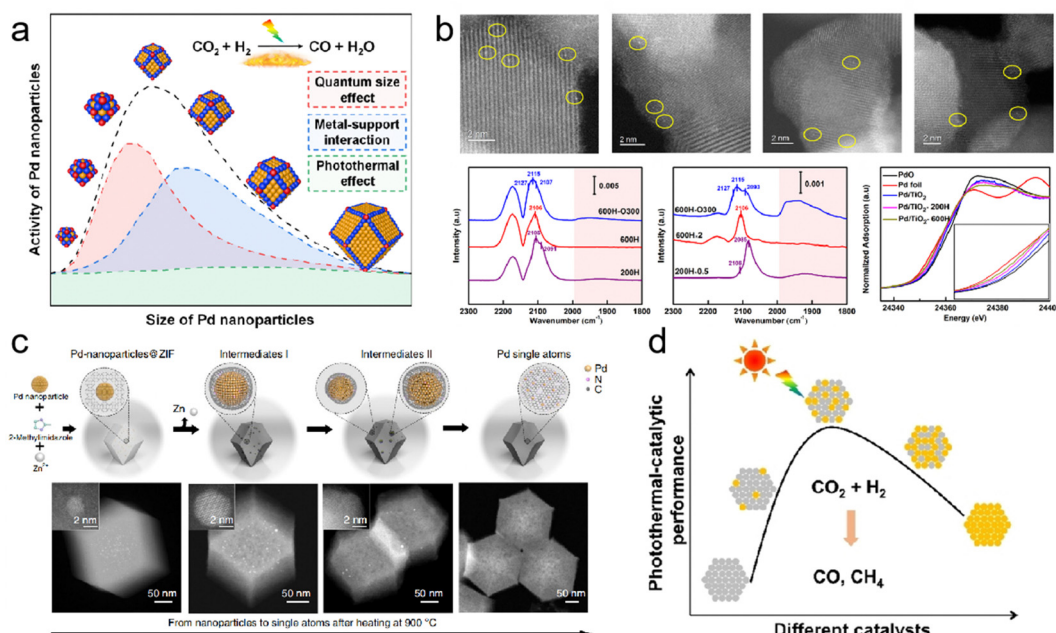 a
CO2 + H2 → CO + H2O
Quantum size
effect
Metal-support
interaction
Photothermal
effect
Activity of Pd nanoparticles
Size of Pd nanoparticles
b
2 nm
2 nm
2 nm
2 nm
Intensity (a.u)
2127
2115
2107
0.005
600H-O300
2106
600H
2100
2091
200H
2300 2200 2100 2000 1900 1800
Wavenumber (cm-1)
Intensity (a.u)
2127
2115
2093
0.001
600H-O300
2106
600H-2
2085
2108
200H-0.5
2300 2200 2100 2000 1900 1800
Wavenumber (cm-1)
Normalized Adsorption (a.u)
PdO
Pd foil
Pd/TiO2
Pd/TiO2- 200H
Pd/TiO2- 600H
24340 24360 24380 2440
Energy (eV)
c
Pd-nanoparticles@ZIF
Intermediates I
Intermediates II
Pd single atoms
Pd
N
C
Pd nanoparticle
+
2-Methylimidazole
+
Zn2+
Zn
2 nm
50 nm
2 nm
50 nm
2 nm
50 nm
50 nm
From nanoparticles to single atoms after heating at 900 °C
d
Photothermal-catalytic
performance
CO2 + H2
CO, CH4
Different catalysts